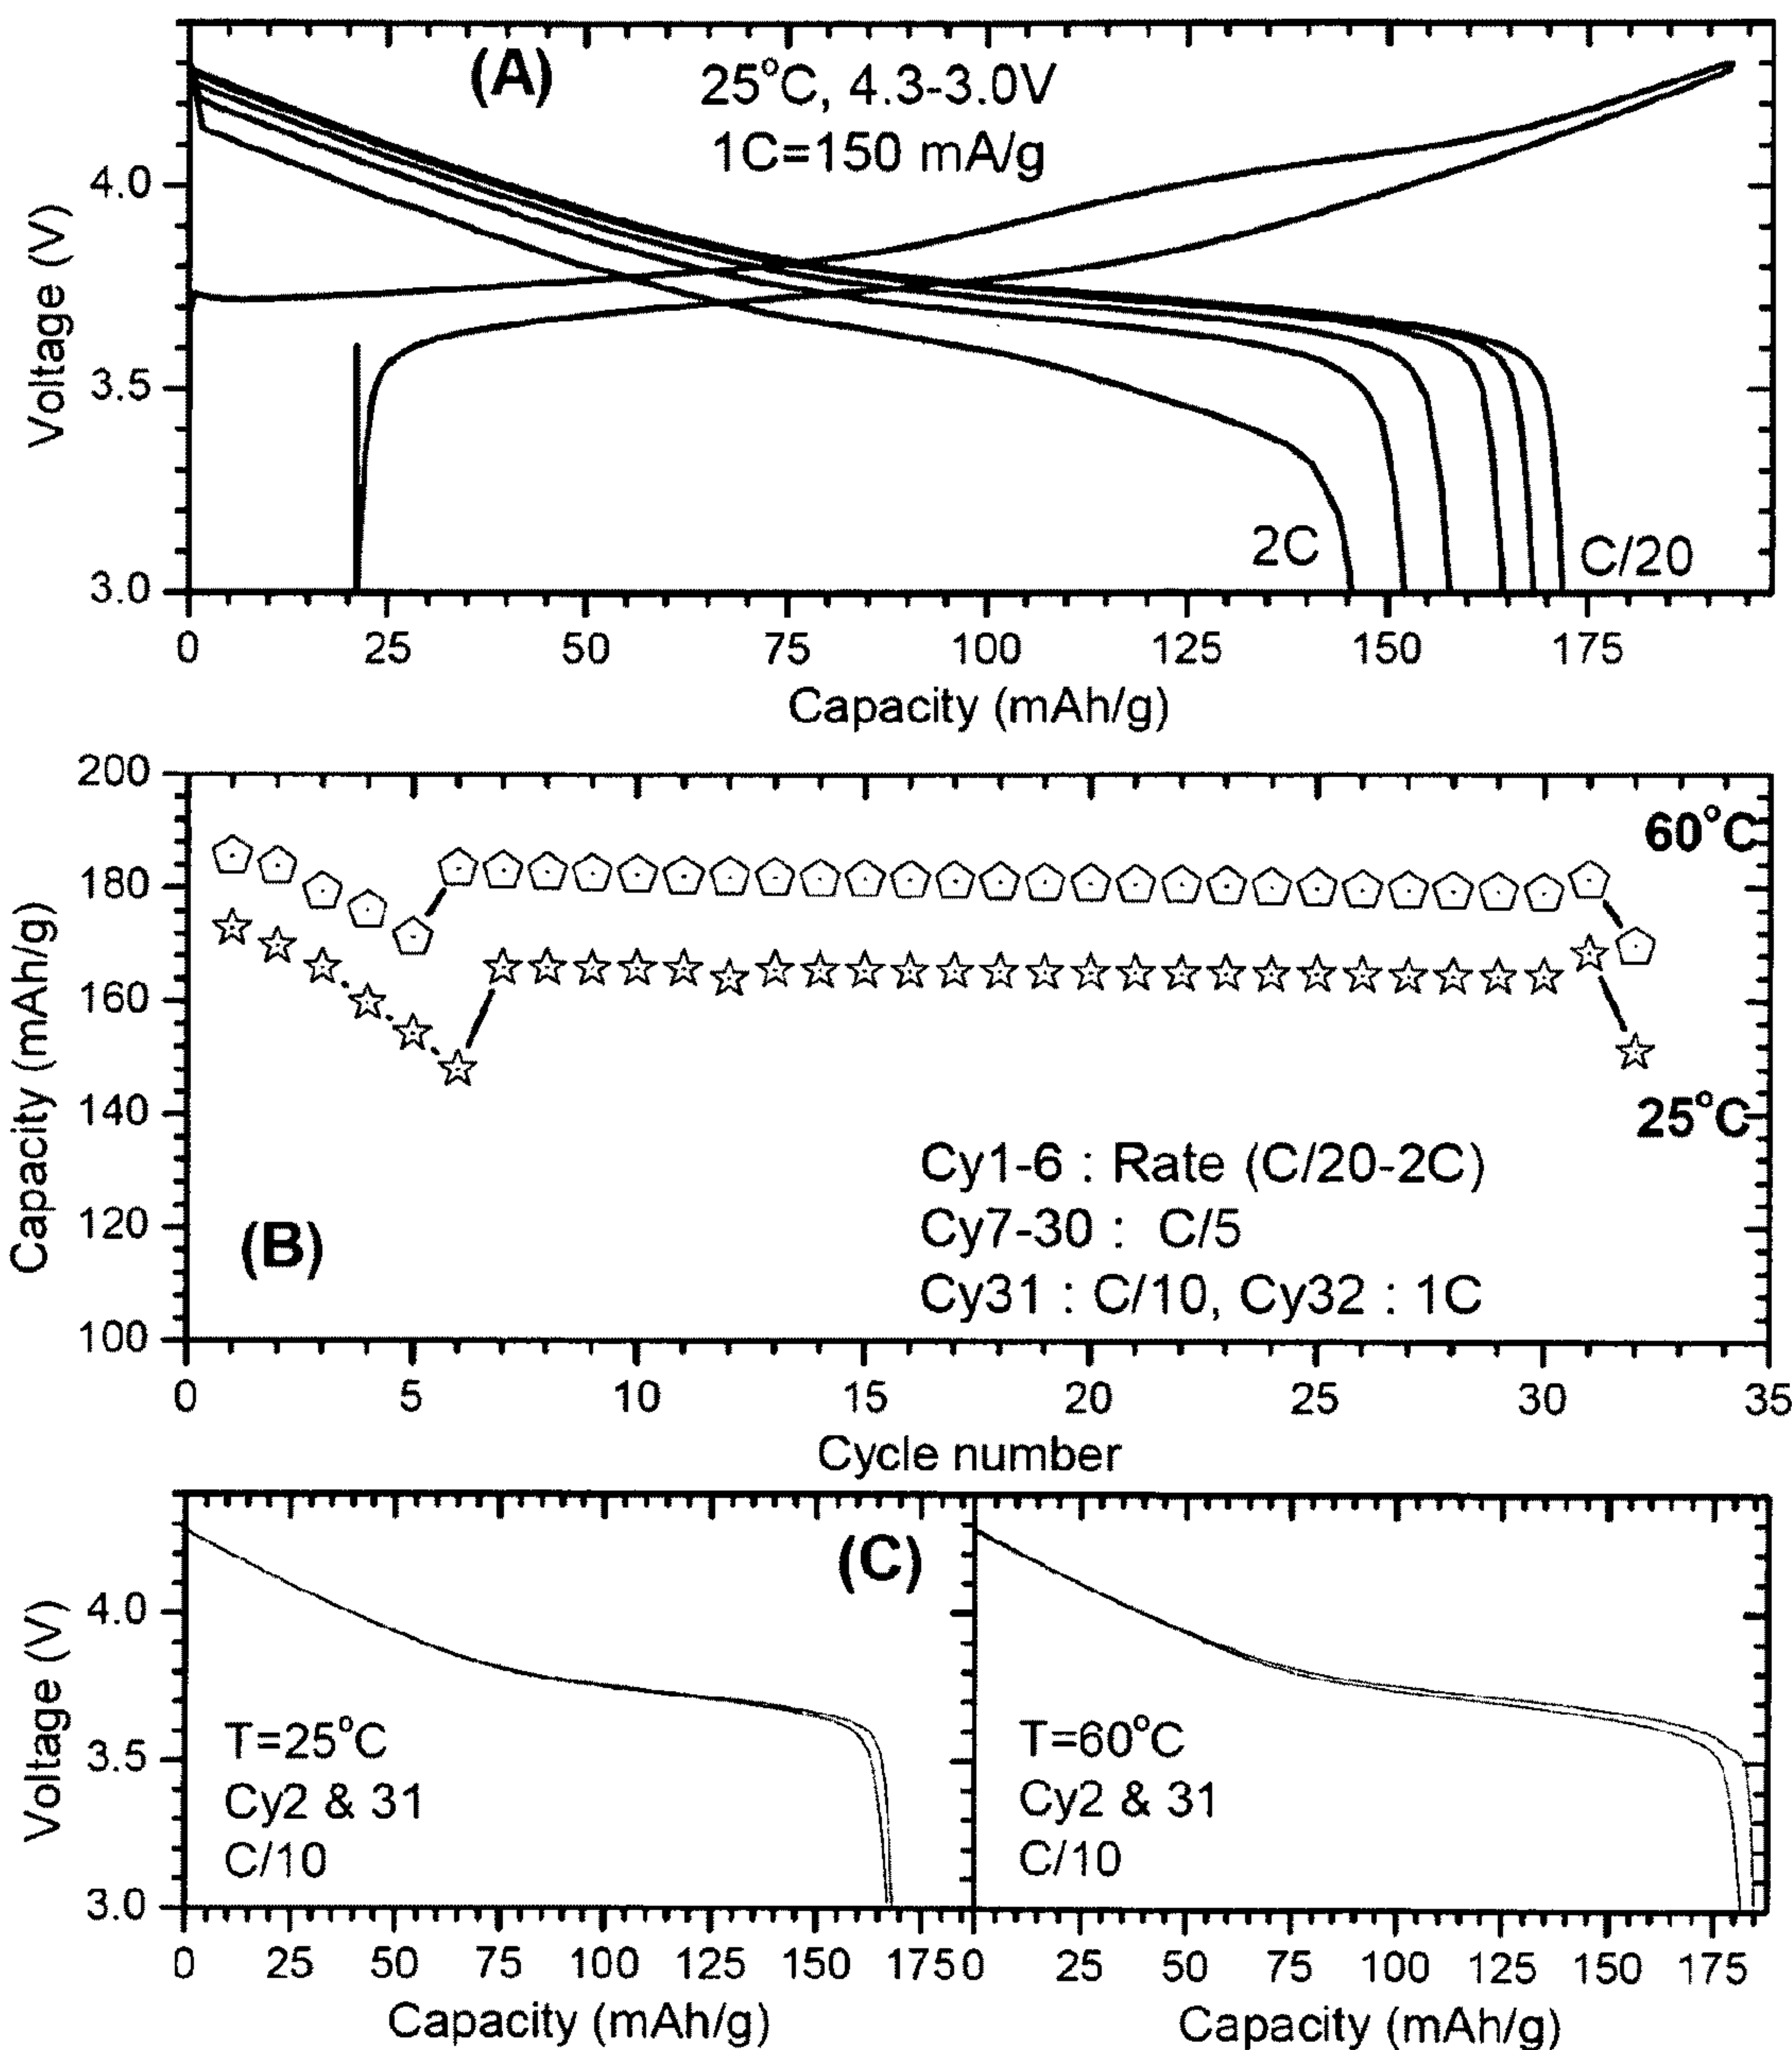 (A)
25°C, 4.3-3.0V
1C=150 mA/g
4.0
3.5
3.0
Voltage (V)
2C
C/20
0 25 50 75 100 125 150 175
Capacity (mAh/g)
200
180
160
140
120
100
Capacity (mAh/g)
60°C
25°C
Cy1-6 : Rate (C/20-2C)
Cy7-30 : C/5
Cy31 : C/10, Cy32 : 1C
(B)
0 5 10 15 20 25 30 35
Cycle number
(C)
4.0
3.5
3.0
Voltage (V)
T=25°C
Cy2 & 31
C/10
T=60°C
Cy2 & 31
C/10
0 25 50 75 100 125 150 175 0 25 50 75 100 125 150 175
Capacity (mAh/g)
Capacity (mAh/g)